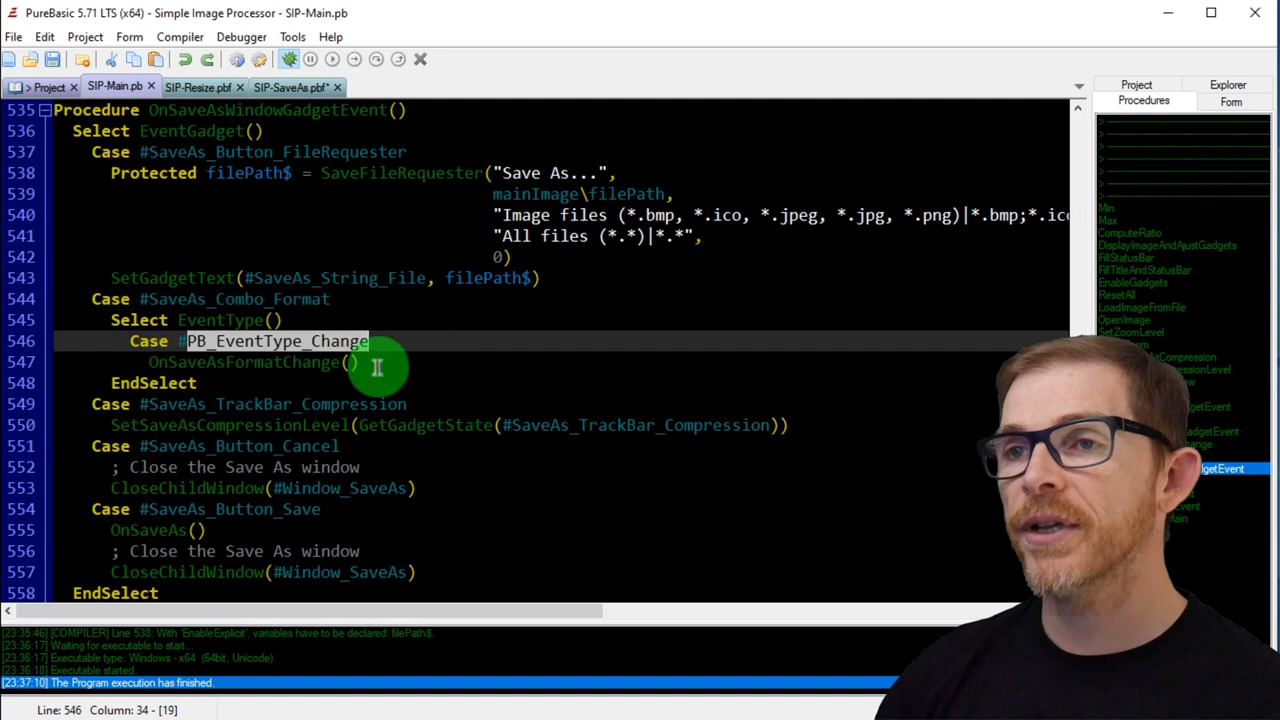 PureBasic 5.71 LTS (x64) - Simple Image Processor - SIP-Main.pb
File Edit Project Form Compiler Debugger Tools Help
> Project SIP-Main.pb SIP-Resize.pbf SIP-SaveAs.pbf*
Project Explorer
Procedures Form
535 Procedure OnSaveAsWindowGadgetEvent()
536 Select EventGadget()
537 Case #SaveAs_Button_FileRequester
538 Protected filePath$ = SaveFileRequester("Save As...",
539 mainImage\filePath,
540 "Image files (*.bmp, *.ico, *.jpeg, *.jpg, *.png)|*.bmp;*.ico
541 "All files (*.*)|*.*",
542 0)
543 SetGadgetText(#SaveAs_String_File, filePath$)
544 Case #SaveAs_Combo_Format
545 Select EventType()
546 Case #PB_EventType_Change
547 OnSaveAsFormatChange()
548 EndSelect
549 Case #SaveAs_TrackBar_Compression
550 SetSaveAsCompressionLevel(GetGadgetState(#SaveAs_TrackBar_Compression))
551 Case #SaveAs_Button_Cancel
552 ; Close the Save As window
553 CloseChildWindow(#Window_SaveAs)
554 Case #SaveAs_Button_Save
555 OnSaveAs()
556 ; Close the Save As window
557 CloseChildWindow(#Window_SaveAs)
558 EndSelect
Min
Max
ComputeRatio
DisplayImageAndAjustGadgets
FillStatusBar
FillTitleAndStatusBar
EnableGadgets
ResetAll
LoadImageFromFile
OpenImage
SetZoomLevel
[23:35:46] [COMPILER] Line 538: With 'EnableExplicit', variables have to be declared: filePath$.
[23:36:17] Waiting for executable to start...
[23:36:17] Executable type: Windows - x64 (64bit, Unicode)
[23:36:18] Executable started.
[23:37:10] The Program execution has finished.
Line: 546 Column: 34 - [19]